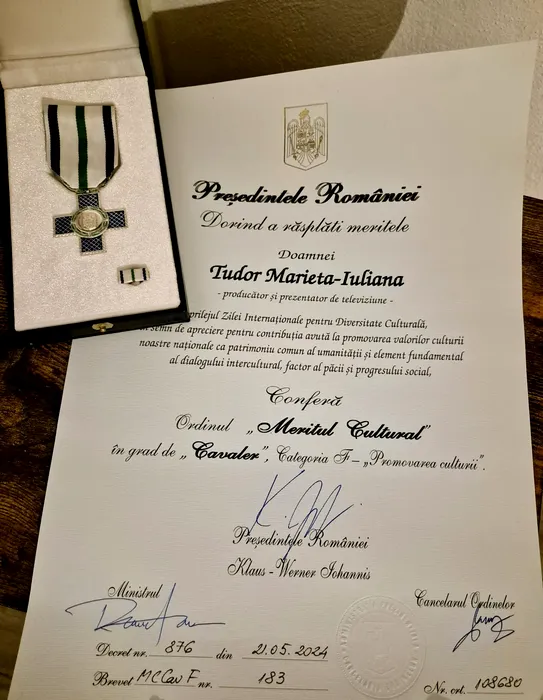 Președintele României
Dorind a răsplăti meritele
Doamnei
Tudor Marieta-Iuliana
- producător și prezentator de televiziune -
prilejul Zilei Internaționale pentru Diversitate Culturală,
semn de apreciere pentru contribuția avută la promovarea valorilor culturii
noastre naționale ca patrimoniu comun al umanității și element fundamental
al dialogului intercultural, factor al păcii și progresului social,
Conferă
Ordinul „Meritul Cultural"
în grad de „Cavaler", Categoria F – „Promovarea culturii".
Președintele României
Klaus - Werner Iohannis
Ministrul
Cancelarul Ordinelor
Decret nr. 876 din 21.05.2024
Brevet MCCav F nr. 183
Nr. crt. 108680